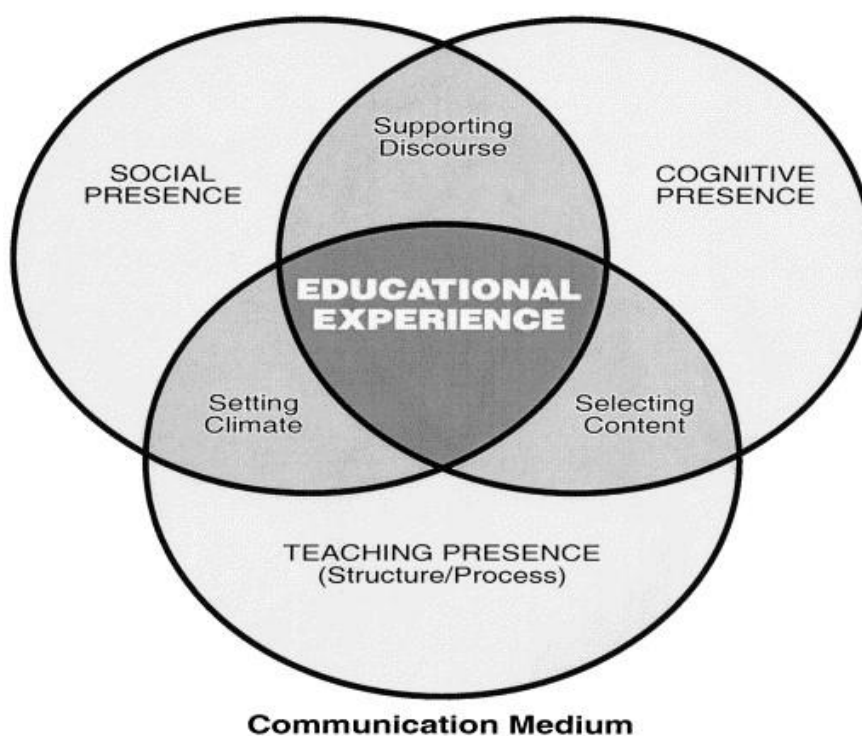 Supporting
Discourse
SOCIAL
PRESENCE
COGNITIVE
PRESENCE
EDUCATIONAL
EXPERIENCE
Setting
Climate
Selecting
Content
TEACHING PRESENCE
(Structure/Process)
Communication Medium